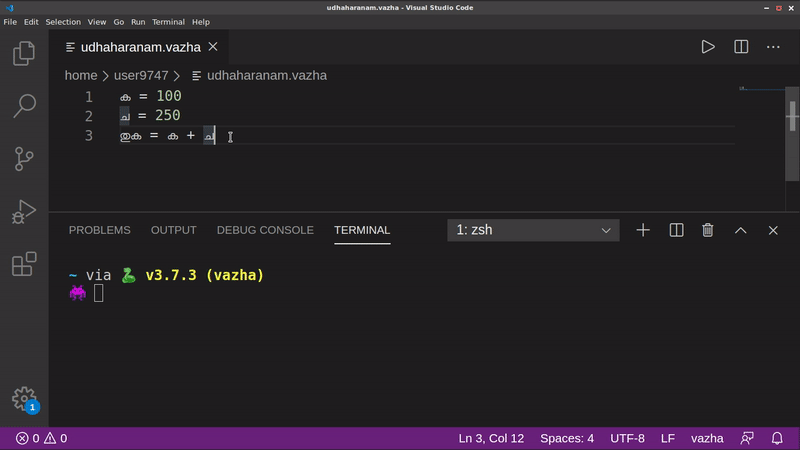 udhaharanam.vazha - Visual Studio Code
File Edit Selection View Go Run Terminal Help
udhaharanam.vazha
home user9747 udhaharanam.vazha
1 ക = 100
2 ച = 250
3 തുക = ക + ച
PROBLEMS OUTPUT DEBUG CONSOLE TERMINAL 1: zsh
~ via 🐍 v3.7.3 (vazha)
👾
1
0 0 Ln 3, Col 12 Spaces: 4 UTF-8 LF vazha